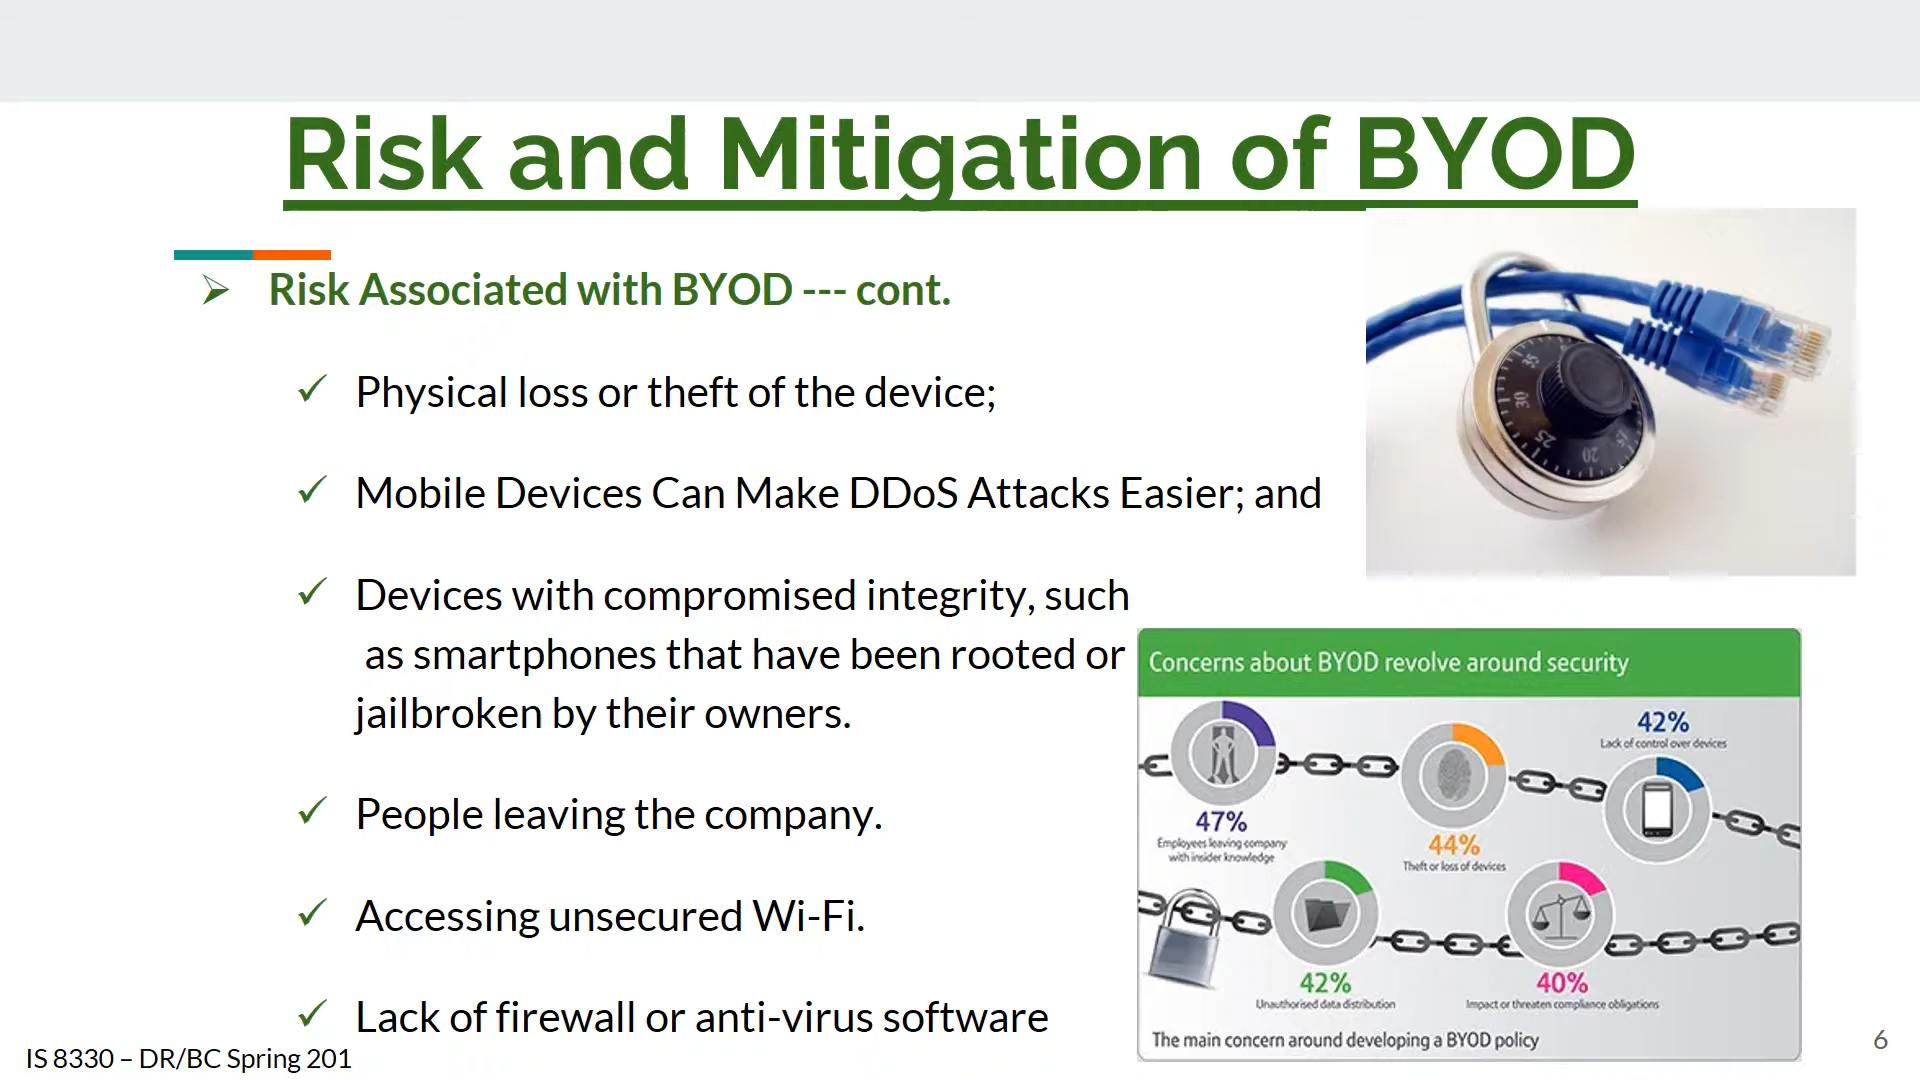 Risk and Mitigation of BYOD
Risk Associated with BYOD --- cont.
Physical loss or theft of the device;
Mobile Devices Can Make DDoS Attacks Easier; and
Devices with compromised integrity, such
as smartphones that have been rooted or
jailbroken by their owners.
People leaving the company.
Accessing unsecured Wi-Fi.
Lack of firewall or anti-virus software
35
30
25
20
15
Concerns about BYOD revolve around security
47%
Employees leaving company
with insider knowledge
44%
Theft or loss of devices
42%
Lack of control over devices
42%
Unauthorised data distribution
40%
Impact or threaten compliance obligations
The main concern around developing a BYOD policy
IS 8330 – DR/BC Spring 201
6